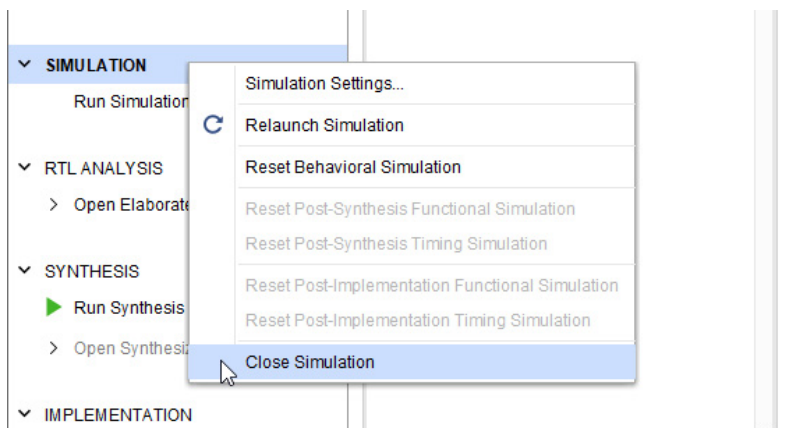 SIMULATION
Run Simulation
RTL ANALYSIS
Open Elaborate
SYNTHESIS
Run Synthesis
Open Synthesi
IMPLEMENTATION
Simulation Settings...
Relaunch Simulation
Reset Behavioral Simulation
Reset Post-Synthesis Functional Simulation
Reset Post-Synthesis Timing Simulation
Reset Post-Implementation Functional Simulation
Reset Post-Implementation Timing Simulation
Close Simulation